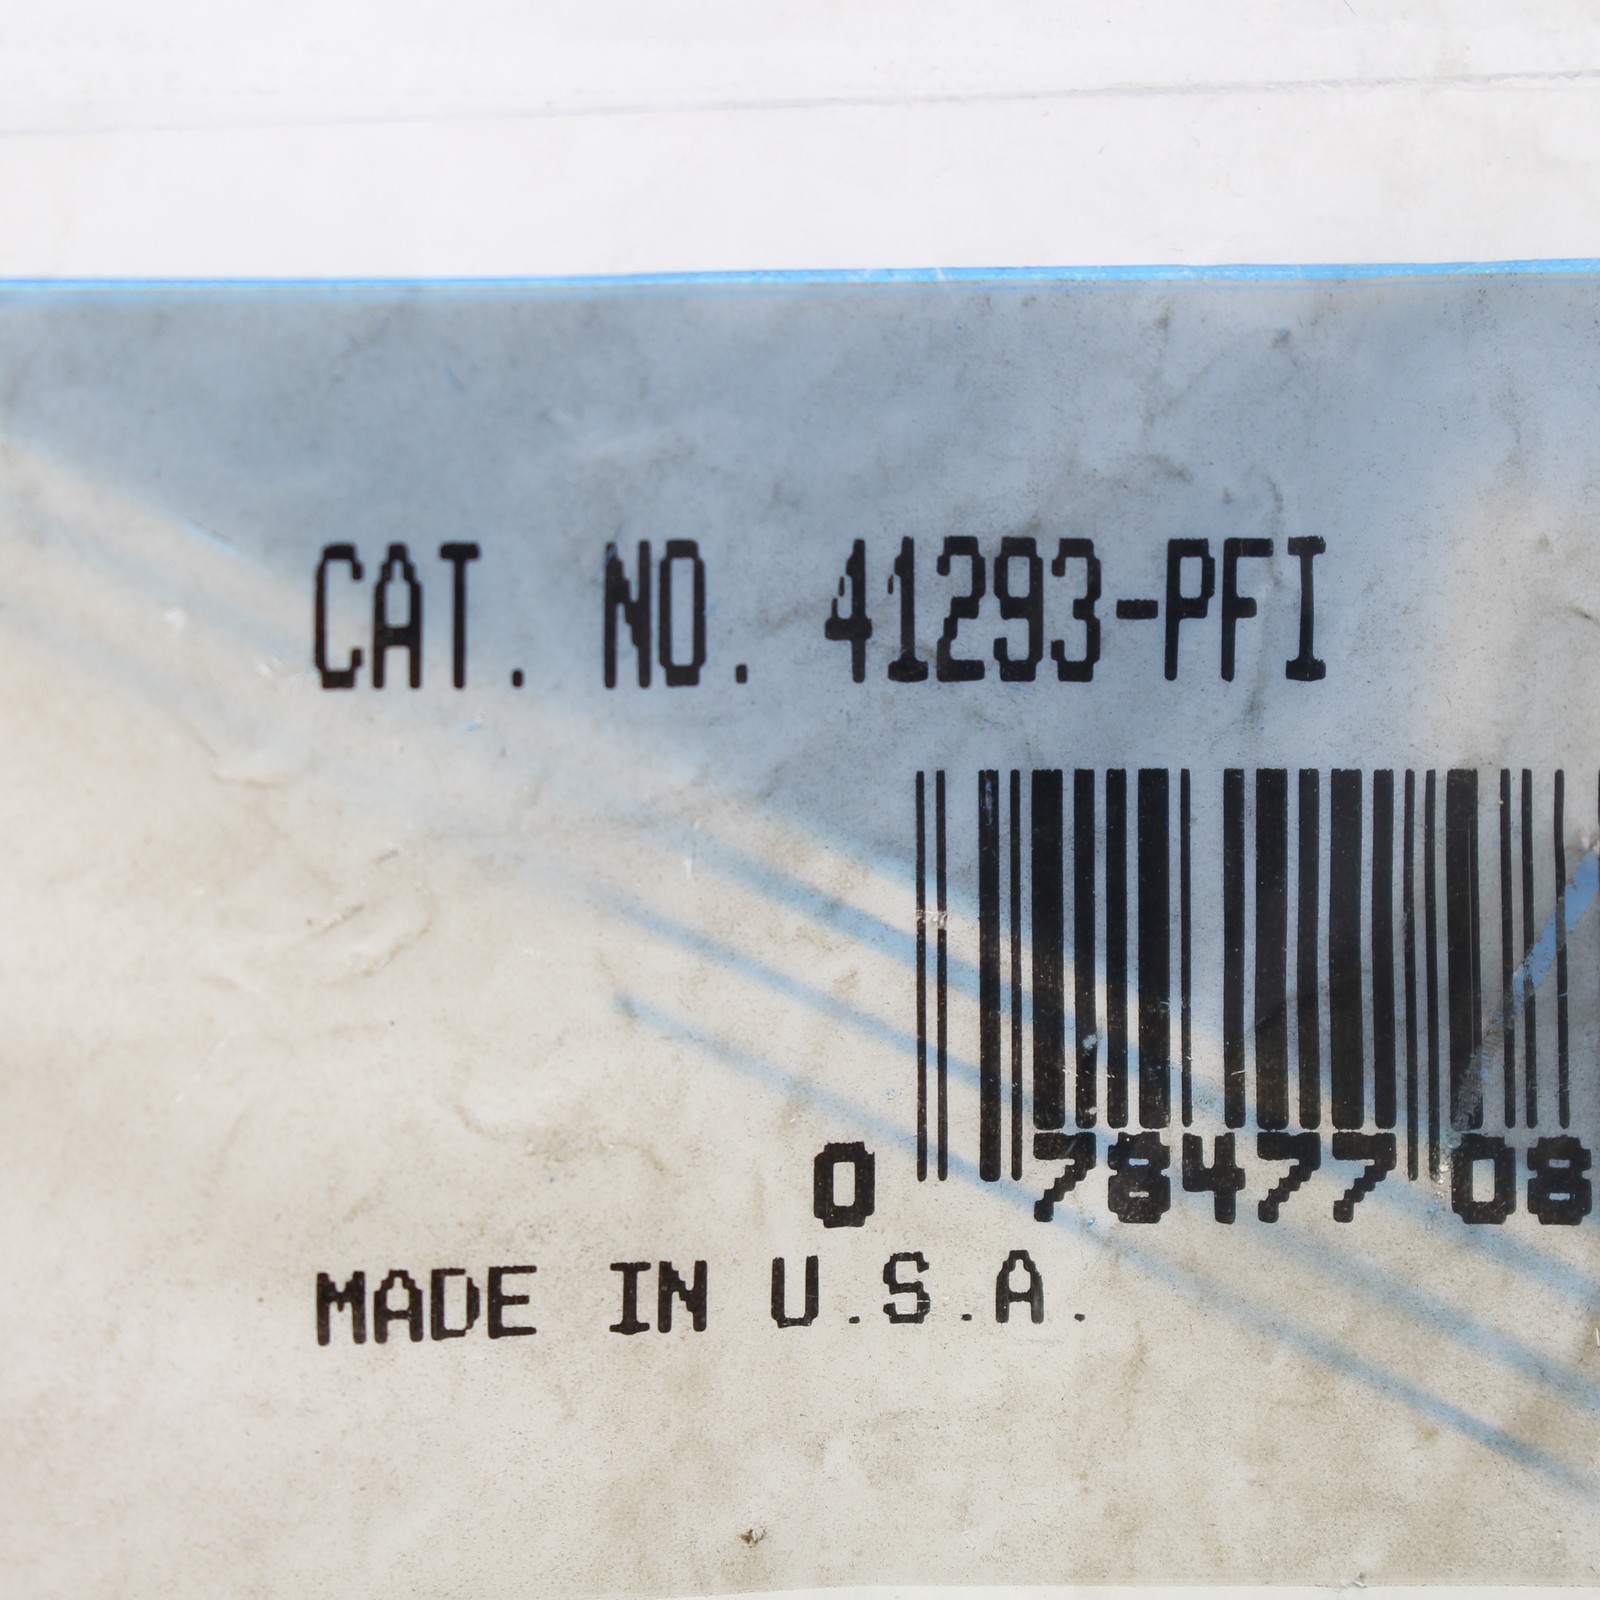 CAT. NO. 41293-PFI
0 78477 08
MADE IN U.S.A.